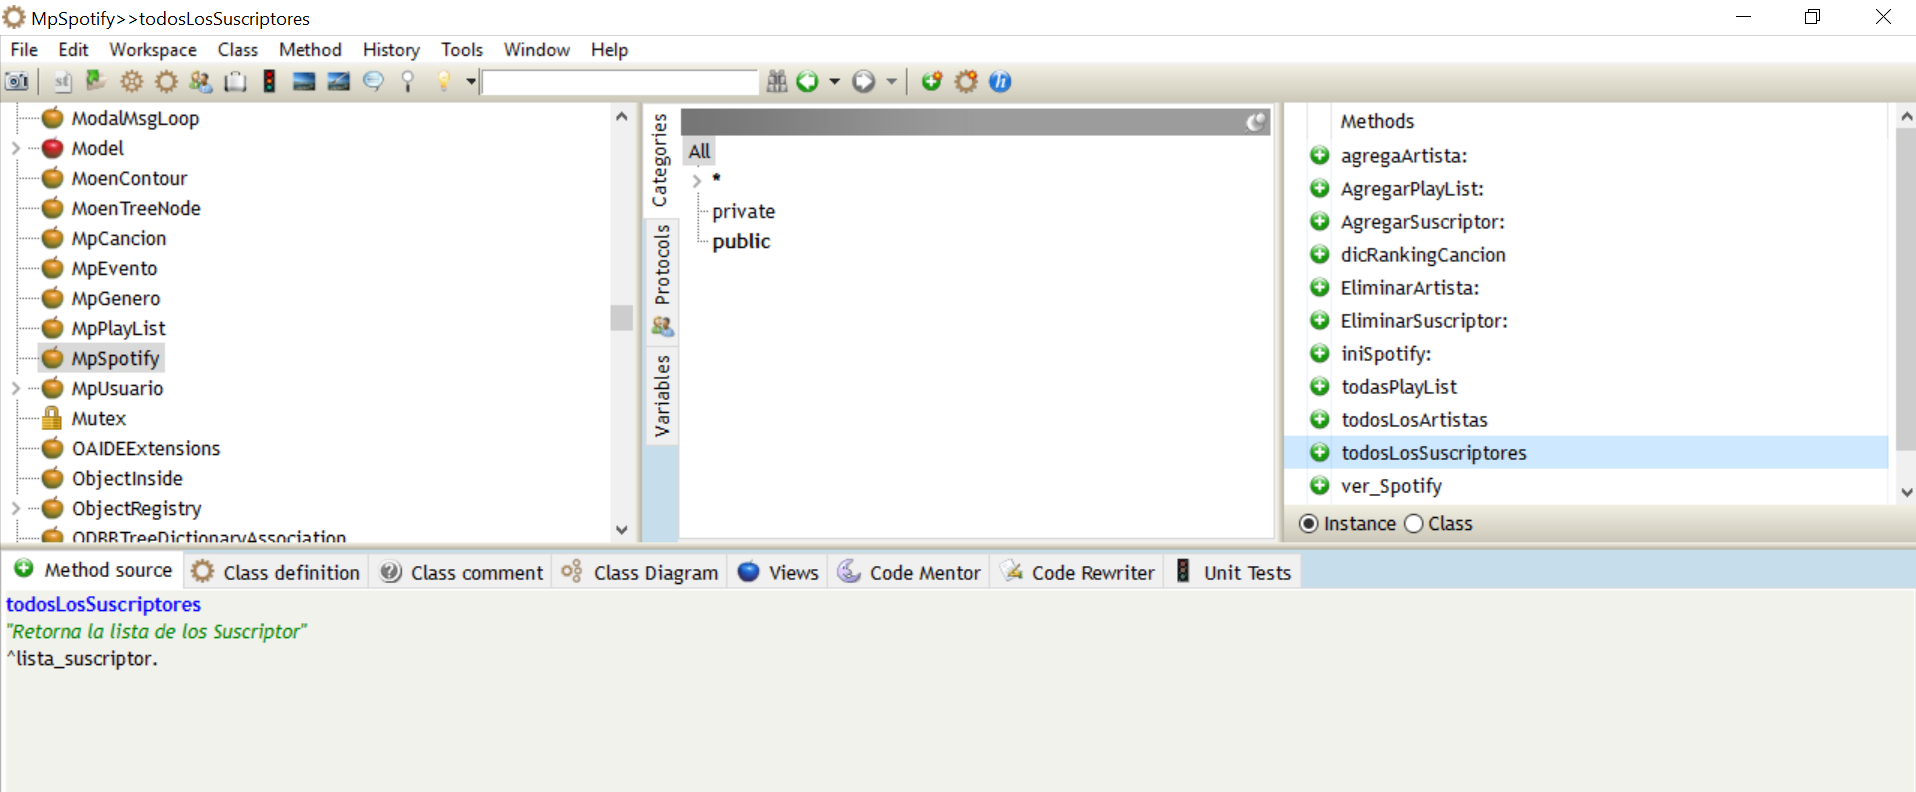 MpSpotify>>todosLosSuscriptores
File Edit Workspace Class Method History Tools Window Help
ModalMsgLoop
Model
MoenContour
MoenTreeNode
MpCancion
MpEvento
MpGenero
MpPlayList
MpSpotify
MpUsuario
Mutex
OAIDEExtensions
ObjectInside
ObjectRegistry
ODBBTreeDictionaryAssociation
Categories
Protocols
Variables
All
*
private
public
Methods
agregaArtista:
AgregarPlayList:
AgregarSuscriptor:
dicRankingCancion
EliminarArtista:
EliminarSuscriptor:
iniSpotify:
todasPlayList
todosLosArtistas
todosLosSuscriptores
ver_Spotify
Instance Class
Method source Class definition Class comment Class Diagram Views Code Mentor Code Rewriter Unit Tests
todosLosSuscriptores
"Retorna la lista de los Suscriptor"
^lista_suscriptor.